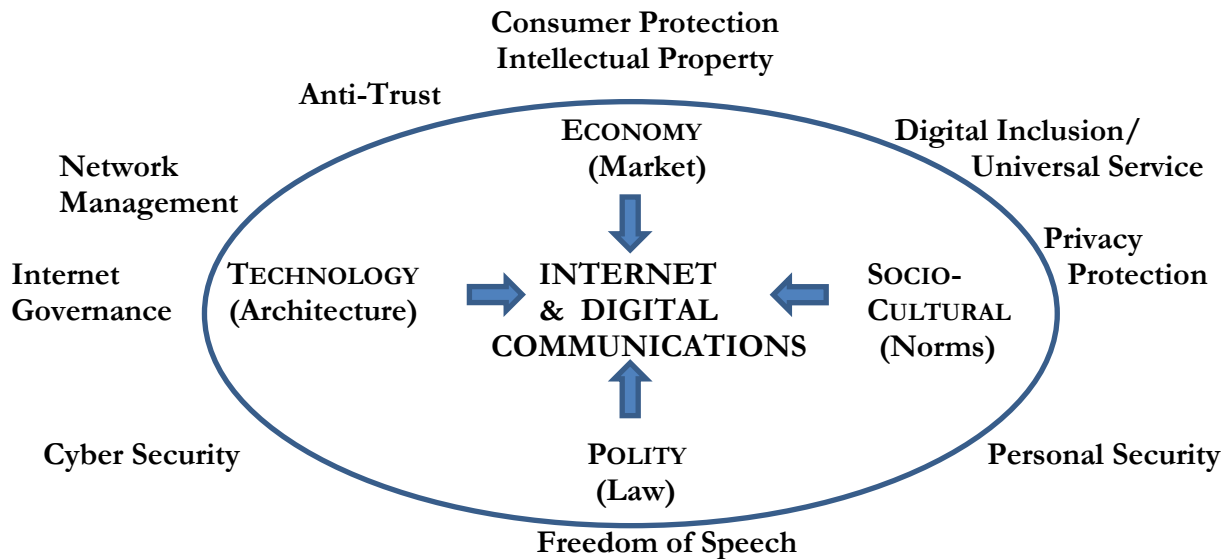 Consumer Protection
Intellectual Property
Anti-Trust
ECONOMY
(Market)
Digital Inclusion/
Universal Service
Network
Management
Privacy
Protection
Internet
Governance
TECHNOLOGY
(Architecture)
INTERNET
& DIGITAL
COMMUNICATIONS
SOCIO-
CULTURAL
(Norms)
Cyber Security
POLITY
(Law)
Personal Security
Freedom of Speech